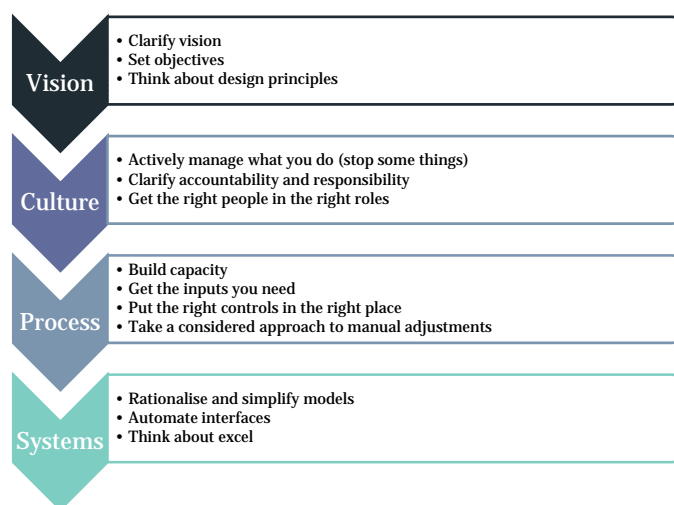 Vision
• Clarify vision
• Set objectives
• Think about design principles
Culture
• Actively manage what you do (stop some things)
• Clarify accountability and responsibility
• Get the right people in the right roles
Process
• Build capacity
• Get the inputs you need
• Put the right controls in the right place
• Take a considered approach to manual adjustments
Systems
• Rationalise and simplify models
• Automate interfaces
• Think about excel